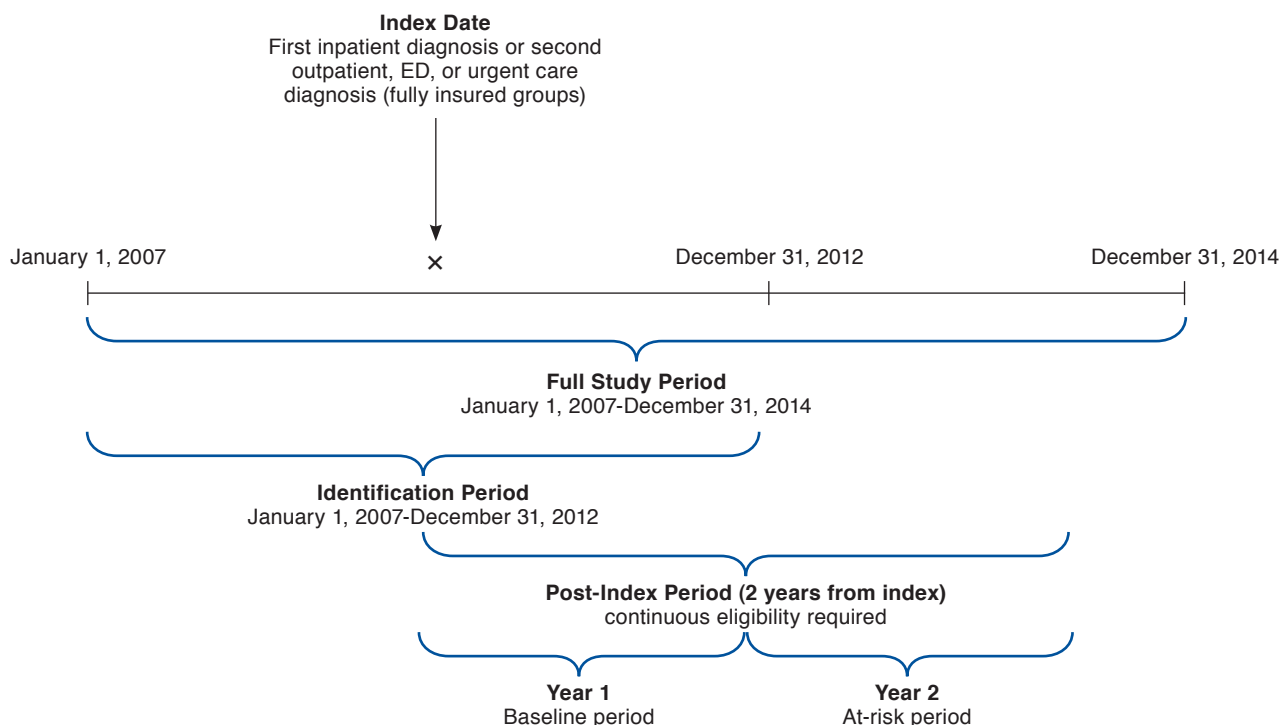 Index Date
First inpatient diagnosis or second
outpatient, ED, or urgent care
diagnosis (fully insured groups)
January 1, 2007
×
December 31, 2012
December 31, 2014
Full Study Period
January 1, 2007-December 31, 2014
Identification Period
January 1, 2007-December 31, 2012
Post-Index Period (2 years from index)
continuous eligibility required
Year 1
Baseline period
Year 2
At-risk period